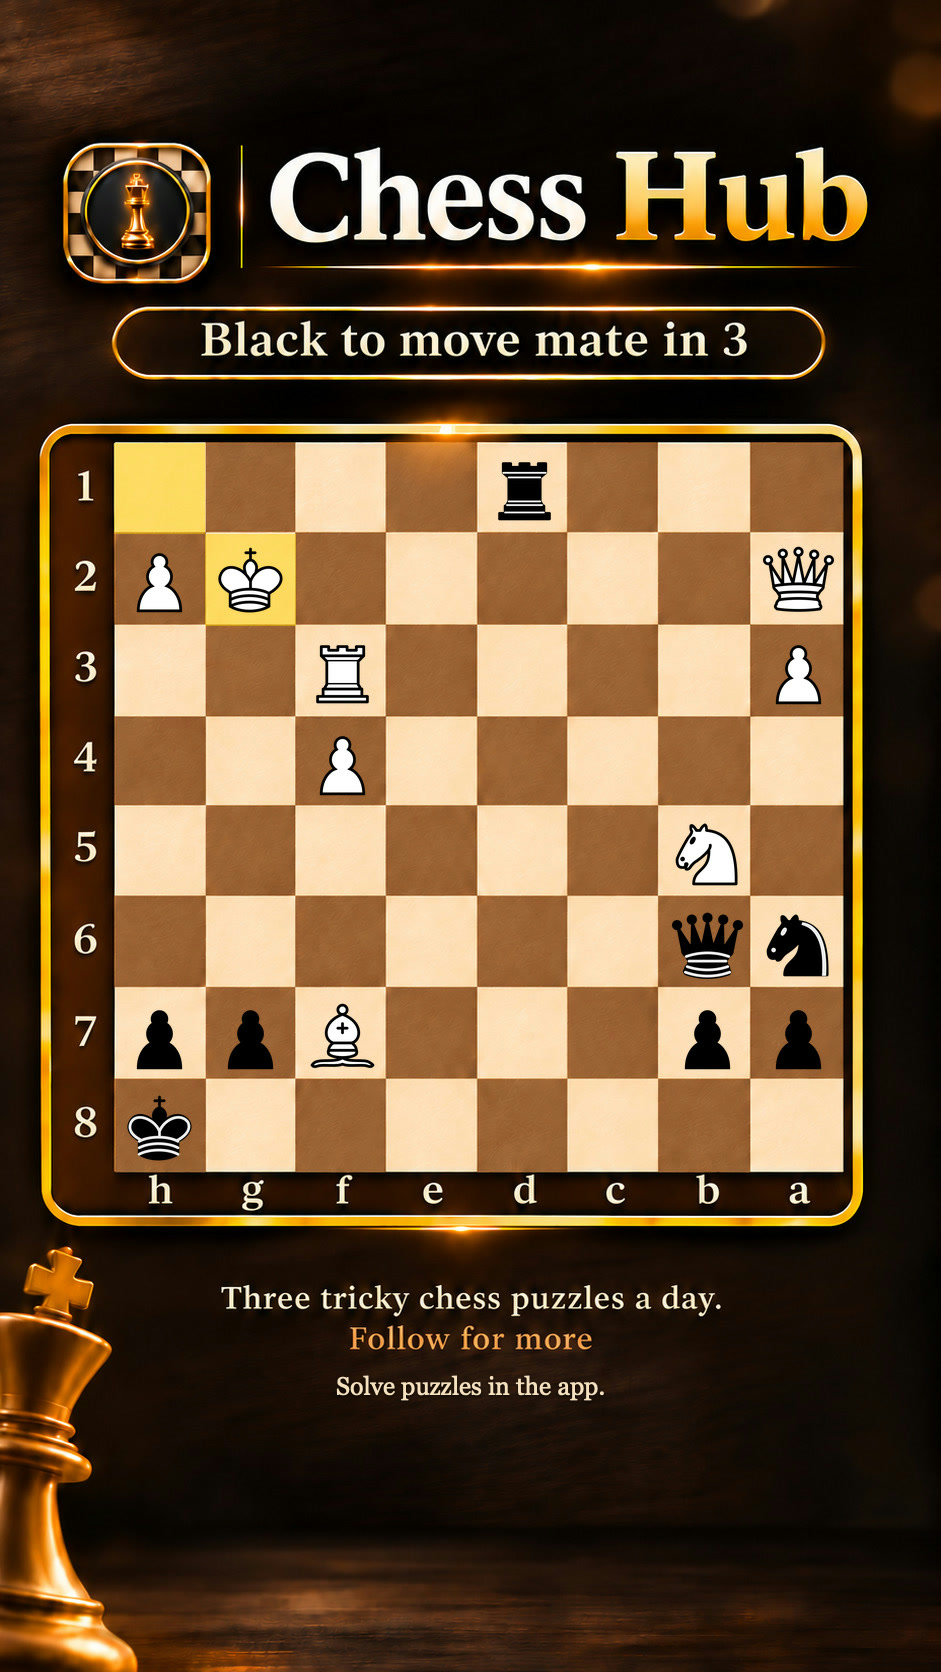 Chess Hub
Black to move mate in 3
1
2
3
4
5
6
7
8
h g f e d c b a
Three tricky chess puzzles a day.
Follow for more
Solve puzzles in the app.